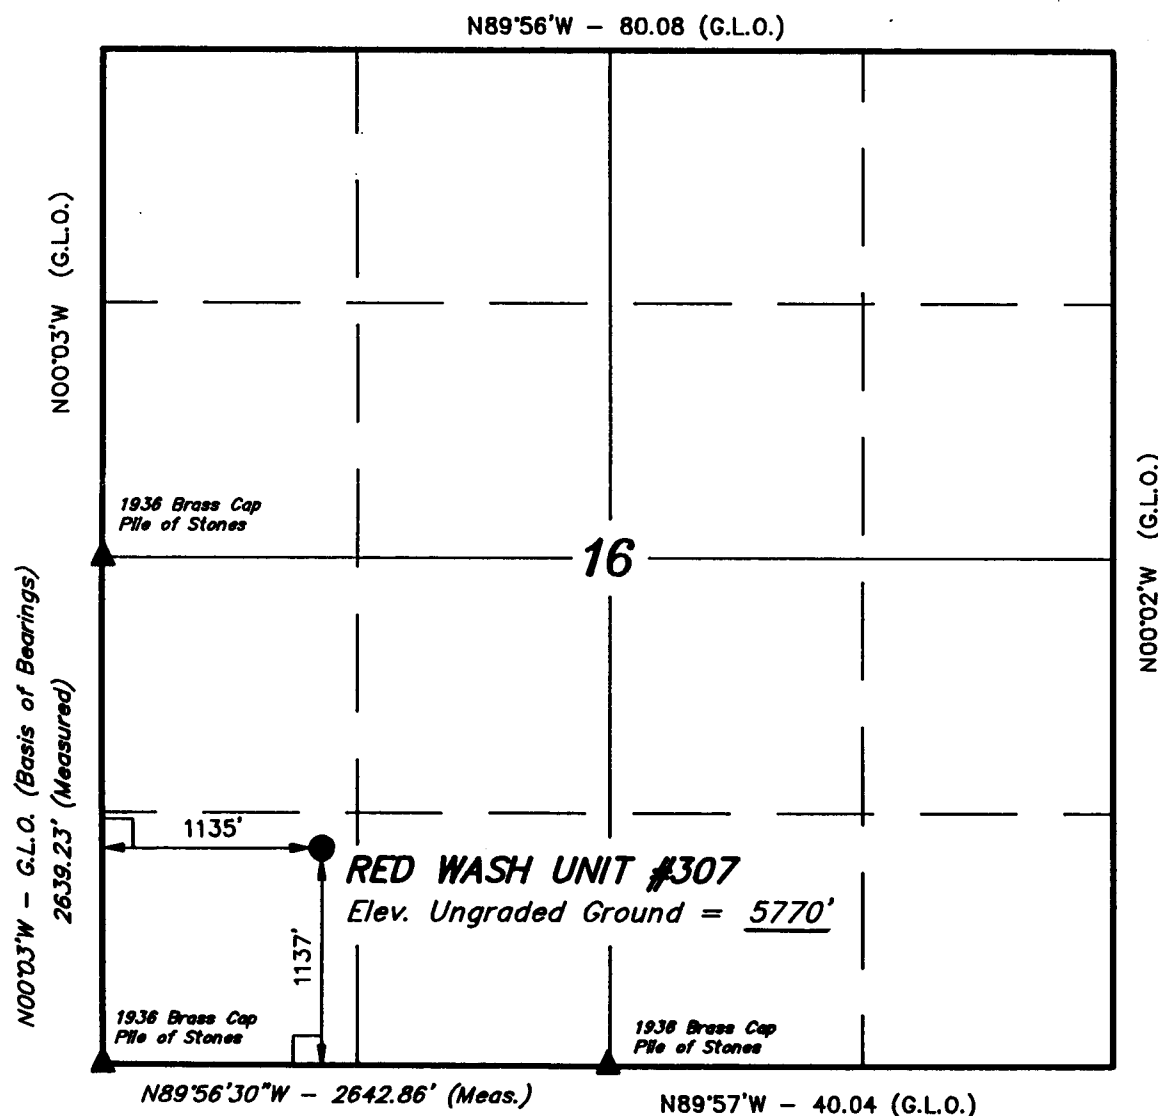 N89°56'W - 80.08 (G.L.O.)
N00°03'W (G.L.O.)
1936 Brass Cap
Pile of Stones
16
N00°02'W (G.L.O.)
N00°03'W - G.L.O. (Basis of Bearings)
2639.23' (Measured)
1135'
RED WASH UNIT #307
Elev. Ungraded Ground = 5770'
1137'
1936 Brass Cap
Pile of Stones
1936 Brass Cap
Pile of Stones
N89°56'30"W - 2642.86' (Meas.)
N89°57'W - 40.04 (G.L.O.)